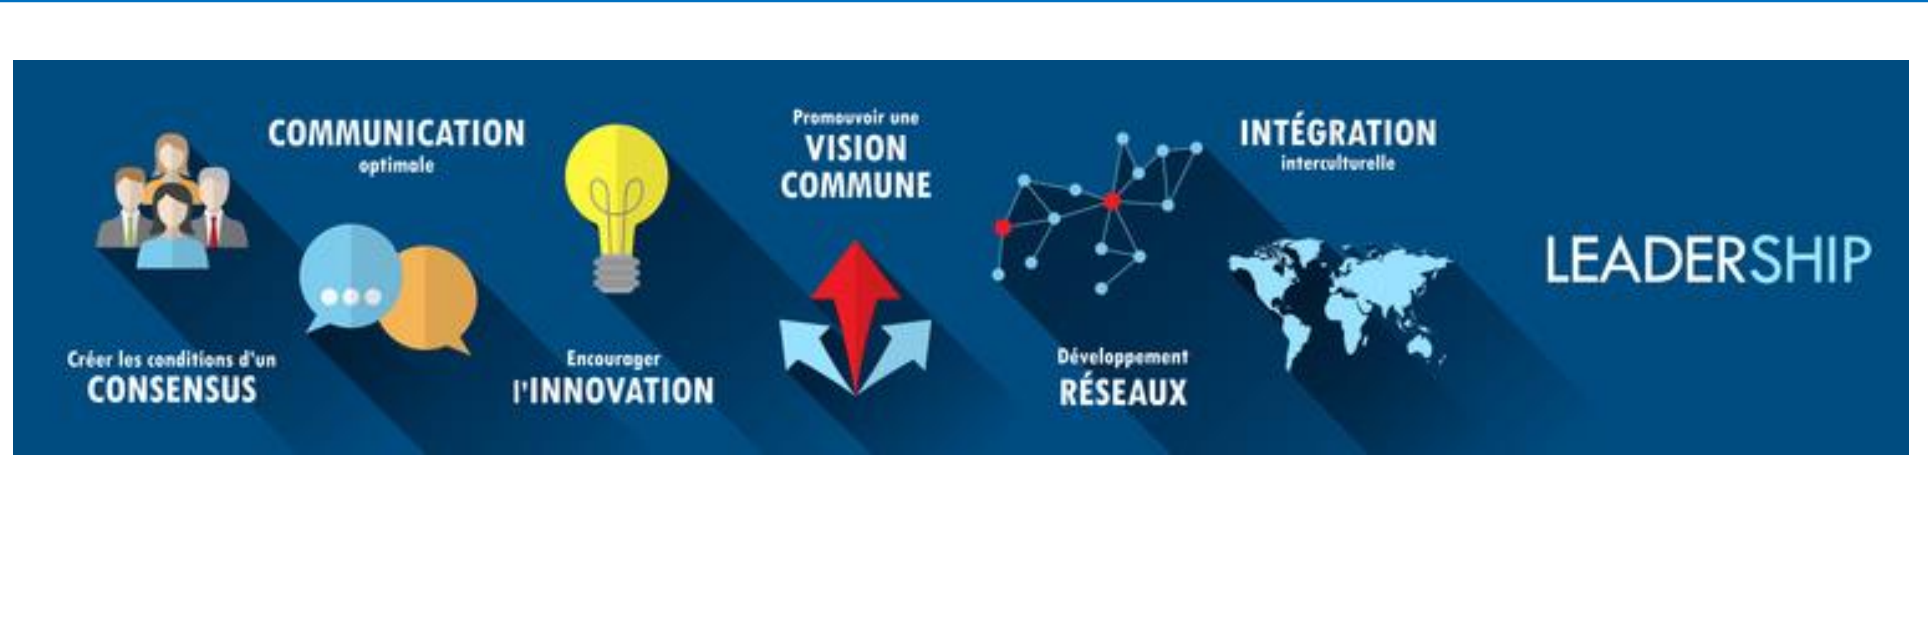 Créer les conditions d'un
CONSENSUS
COMMUNICATION
optimale
Encourager
l'INNOVATION
Promouvoir une
VISION
COMMUNE
Développement
RÉSEAUX
INTÉGRATION
interculturelle
LEADERSHIP